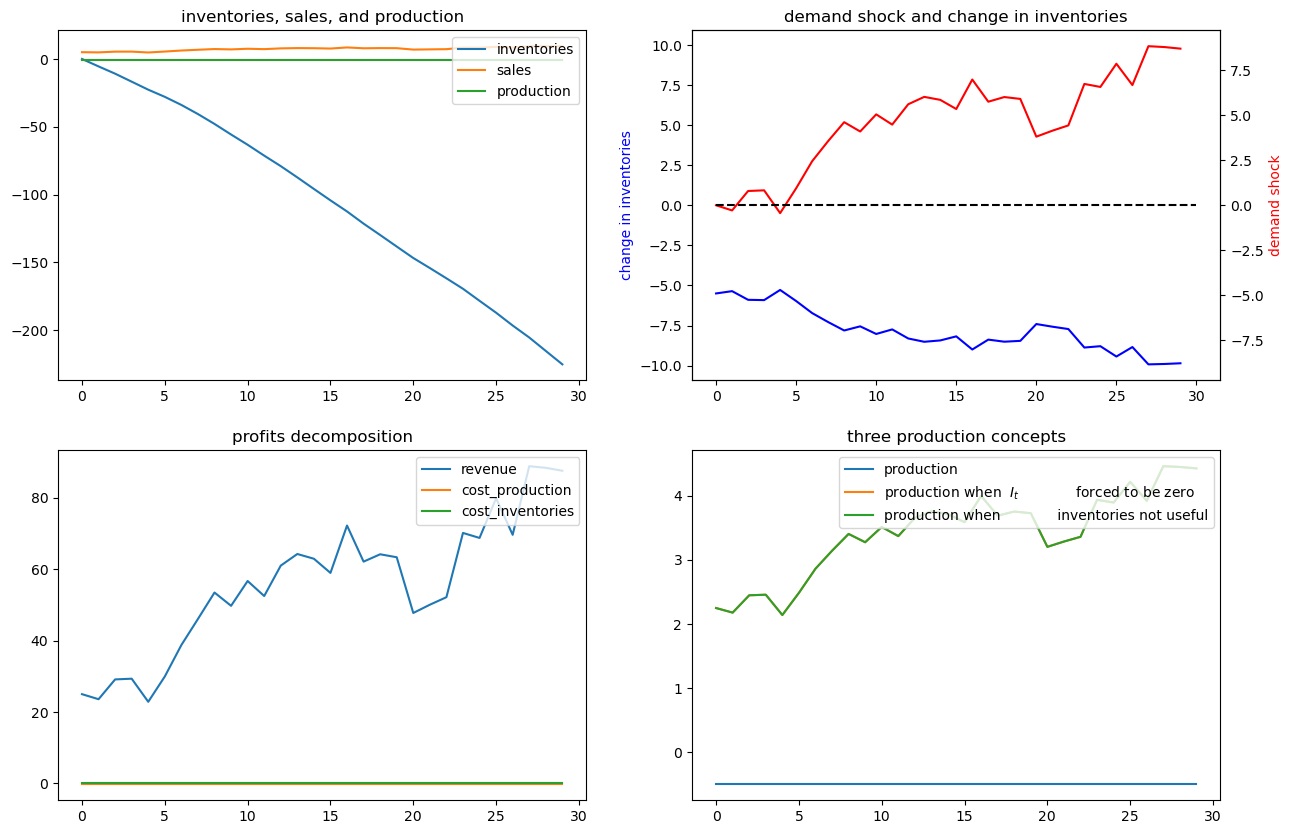 inventories, sales, and production
0
−50
−100
−150
−200
0 5 10 15 20 25 30
inventories
sales
production
demand shock and change in inventories
change in inventories
10.0
7.5
5.0
2.5
0.0
−2.5
−5.0
−7.5
−10.0
0 5 10 15 20 25 30
7.5
5.0
2.5
0.0
−2.5
−5.0
−7.5
demand shock
profits decomposition
80
60
40
20
0
0 5 10 15 20 25 30
revenue
cost_production
cost_inventories
three production concepts
4
3
2
1
0
0 5 10 15 20 25 30
production
production when I_t forced to be zero
production when inventories not useful